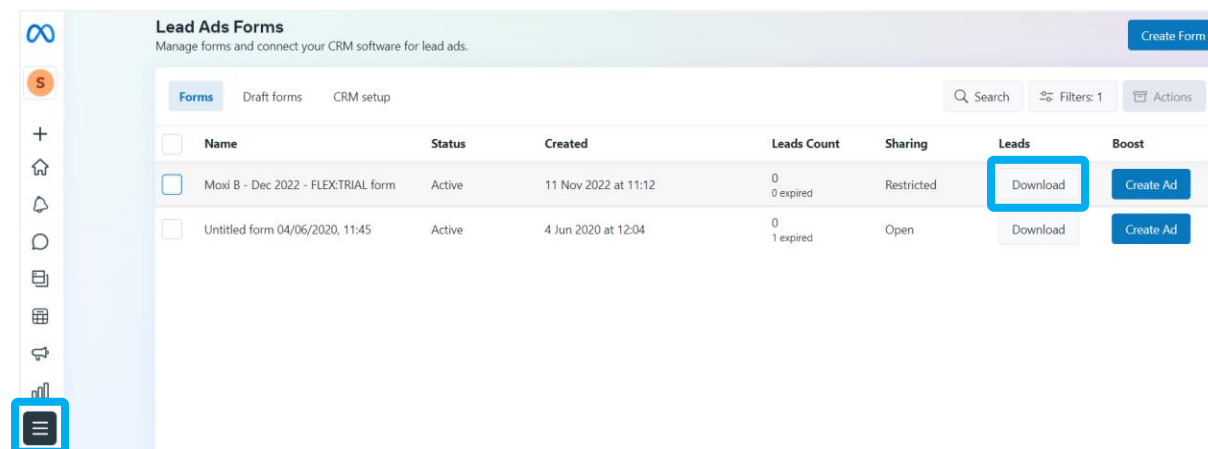 Lead Ads Forms
Create Form
Manage forms and connect your CRM software for lead ads.
S
Forms Draft forms CRM setup Search Filters: 1 Actions
Name Status Created Leads Count Sharing Leads Boost
Moxi B - Dec 2022 - FLEX:TRIAL form Active 11 Nov 2022 at 11:12 0 Restricted Download Create Ad
0 expired
Untitled form 04/06/2020, 11:45 Active 4 Jun 2020 at 12:04 0 Open Download Create Ad
1 expired